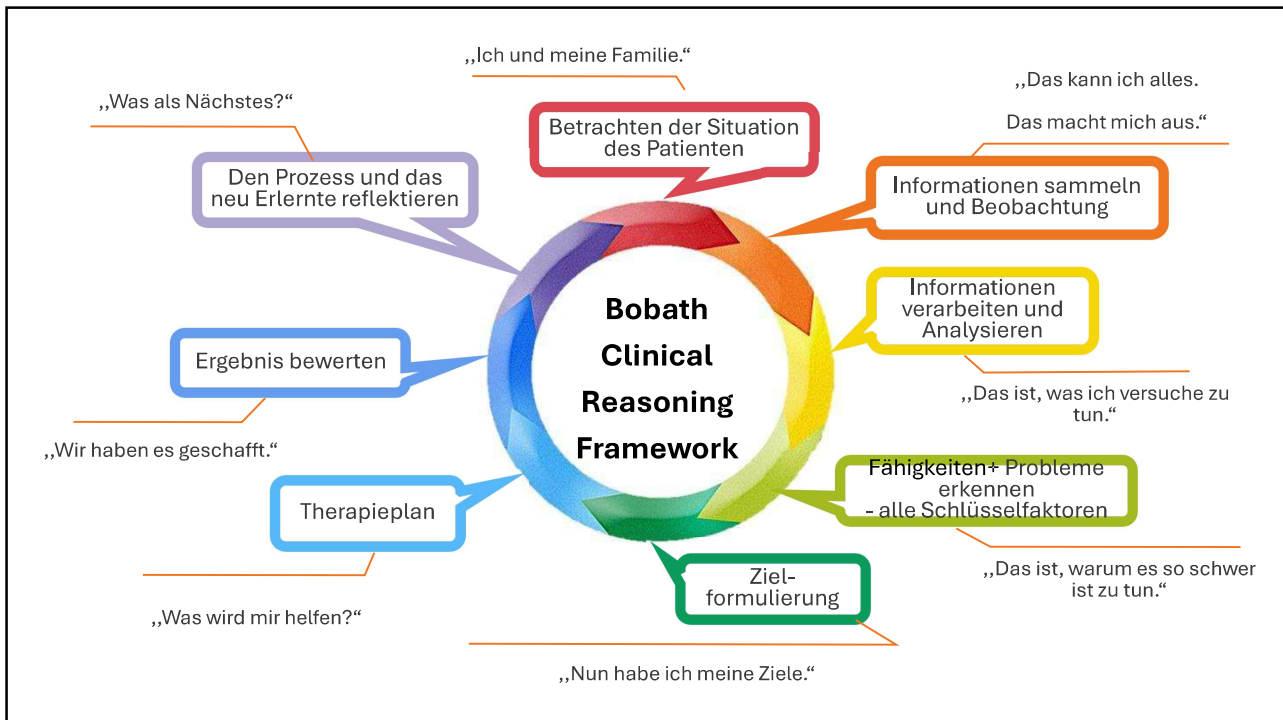 ,,Ich und meine Familie.“
Betrachten der Situation
des Patienten
,,Das kann ich alles.
Das macht mich aus.“
Informationen sammeln
und Beobachtung
Informationen
verarbeiten und
Analysieren
,,Das ist, was ich versuche zu
tun.“
Fähigkeiten+ Probleme
erkennen
- alle Schlüsselfaktoren
,,Das ist, warum es so schwer
ist zu tun.“
Ziel-
formulierung
,,Nun habe ich meine Ziele.“
Therapieplan
,,Was wird mir helfen?“
Ergebnis bewerten
,,Wir haben es geschafft.“
Den Prozess und das
neu Erlernte reflektieren
,,Was als Nächstes?“
Bobath
Clinical
Reasoning
Framework